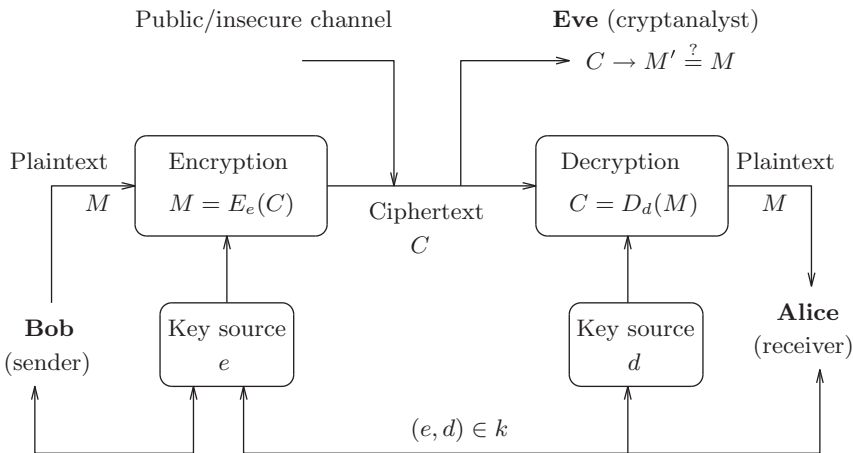 Public/insecure channel
Eve (cryptanalyst)
C → M′ ≟ M
Plaintext
M
Encryption
M = E_e(C)
Ciphertext
C
Decryption
C = D_d(M)
Plaintext
M
Bob
(sender)
Key source
e
Key source
d
Alice
(receiver)
(e, d) ∈ k